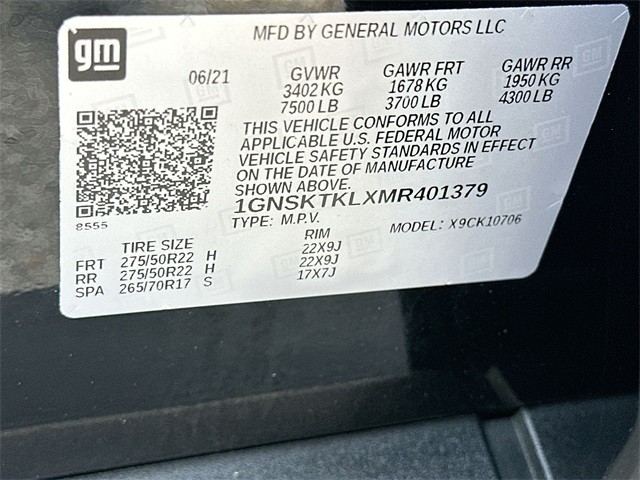 gm
MFD BY GENERAL MOTORS LLC
06/21 GVWR GAWR FRT GAWR RR
3402 KG 1678 KG 1950 KG
7500 LB 3700 LB 4300 LB
THIS VEHICLE CONFORMS TO ALL
APPLICABLE U.S. FEDERAL MOTOR
VEHICLE SAFETY STANDARDS IN EFFECT
ON THE DATE OF MANUFACTURE
SHOWN ABOVE.
8555
1GNSKTKLXMR401379
TYPE: M.P.V. MODEL: X9CK10706
TIRE SIZE RIM
FRT 275/50R22 H 22X9J
RR 275/50R22 H 22X9J
SPA 265/70R17 S 17X7J